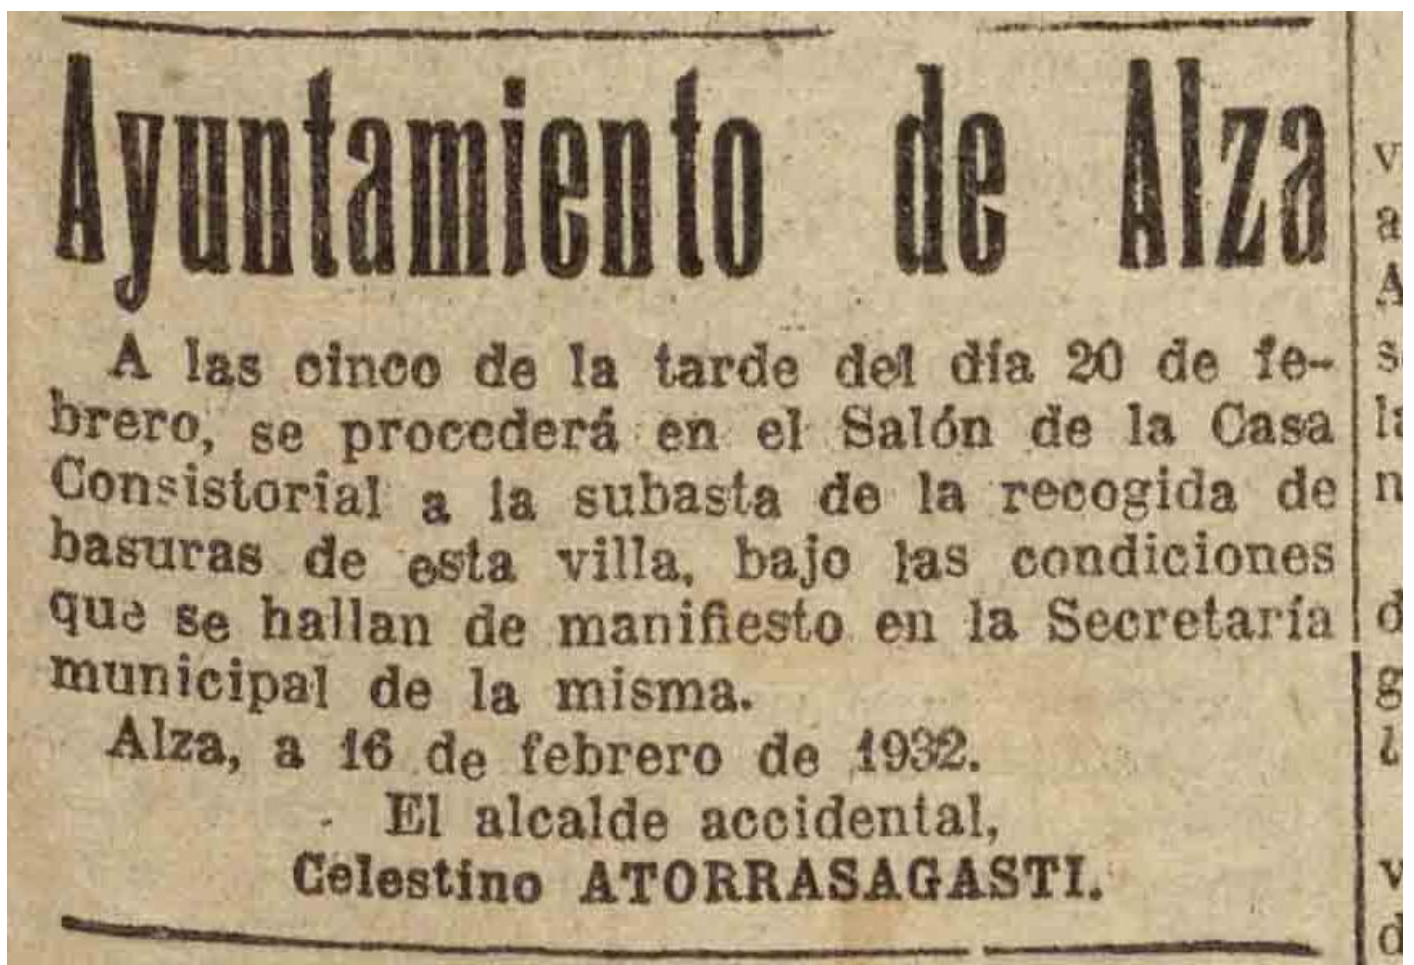 Ayuntamiento de Alza
A las cinco de la tarde del día 20 de fe-
brero, se procederá en el Salón de la Casa
Consistorial a la subasta de la recogida de
basuras de esta villa, bajo las condiciones
que se hallan de manifiesto en la Secretaría
municipal de la misma.
Alza, a 16 de febrero de 1932.
El alcalde accidental,
Celestino ATORRASAGASTI.